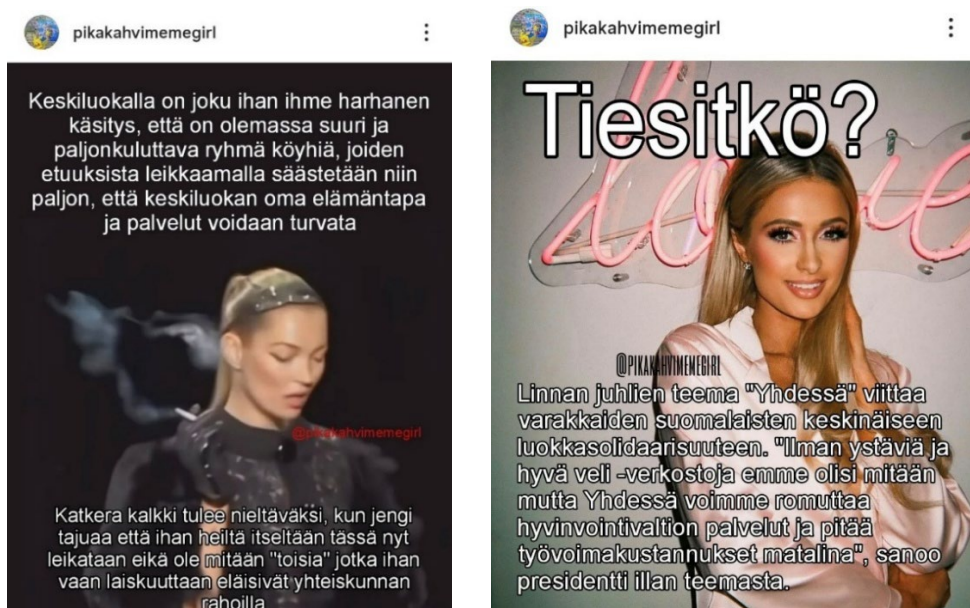 pikakahvimemegirl
Keskiluokalla on joku ihan ihme harhanen
käsitys, että on olemassa suuri ja
paljonkuluttava ryhmä köyhiä, joiden
etuuksista leikkaamalla säästetään niin
paljon, että keskiluokan oma elämäntapa
ja palvelut voidaan turvata
@pikakahvimemegirl
Katkera kalkki tulee nieltäväksi, kun jengi
tajuaa että ihan heiltä itseltään tässä nyt
leikataan eikä ole mitään "toisia" jotka ihan
vaan laiskuuttaan eläisivät yhteiskunnan
rahoilla
pikakahvimemegirl
Tiesitkö?
love
@PIKAKAHVIMEMEGIRL
Linnan juhlien teema "Yhdessä" viittaa
varakkaiden suomalaisten keskinäiseen
luokkasolidaarisuuteen. "Ilman ystäviä ja
hyvä veli -verkostoja emme olisi mitään
mutta Yhdessä voimme romuttaa
hyvinvointivaltion palvelut ja pitää
työvoimakustannukset matalina", sanoo
presidentti illan teemasta.